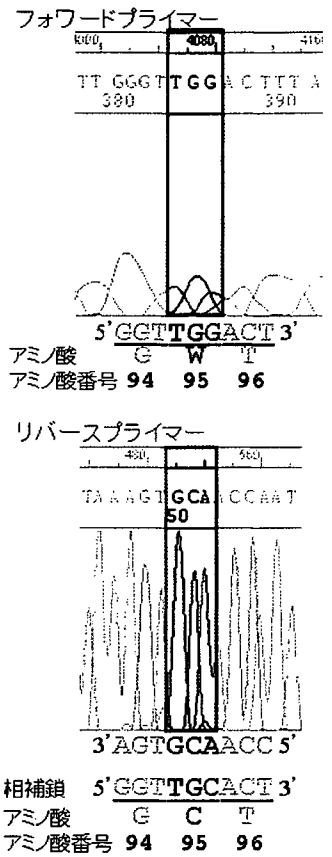 フォワードプライマー
4080
TT GGGT TGG A C TTT A
380 390
5' GGT TGG ACT 3'
アミノ酸 G W T
アミノ酸番号 94 95 96
リバースプライマー
480 560
TA A AGT GCA ACCAAT
50
3' AGTGCAACC 5'
相補鎖 5' GGT TGC ACT 3'
アミノ酸 G C T
アミノ酸番号 94 95 96